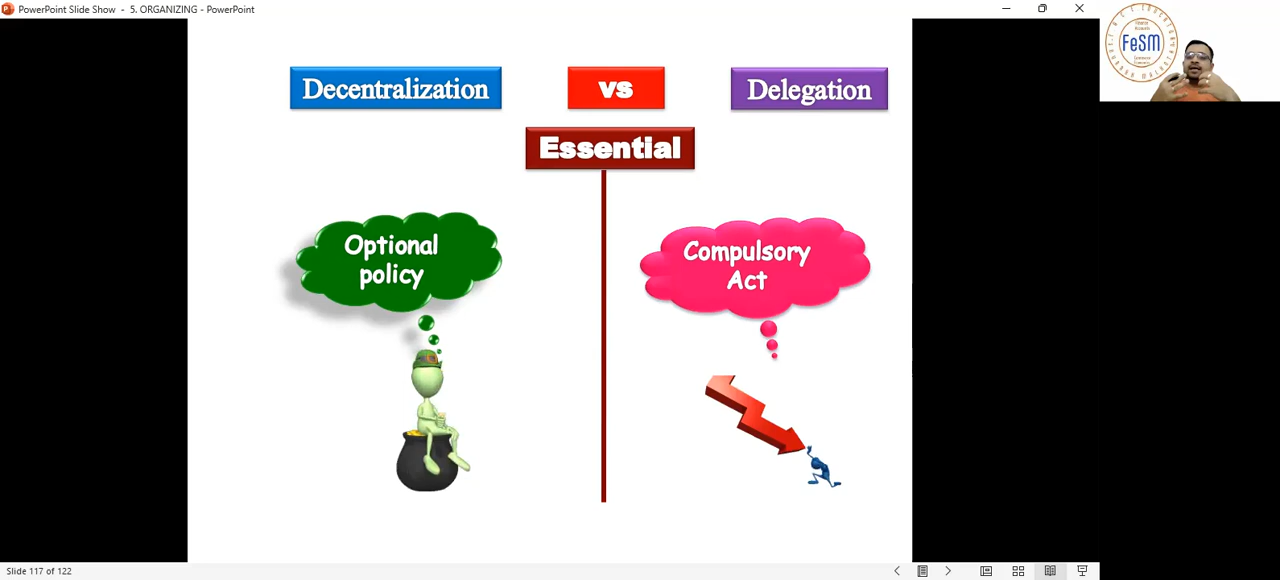 PowerPoint Slide Show - 5. ORGANIZING - PowerPoint
Decentralization
vs
Delegation
Essential
Optional
policy
Compulsory
Act
FeSM
Slide 117 of 122